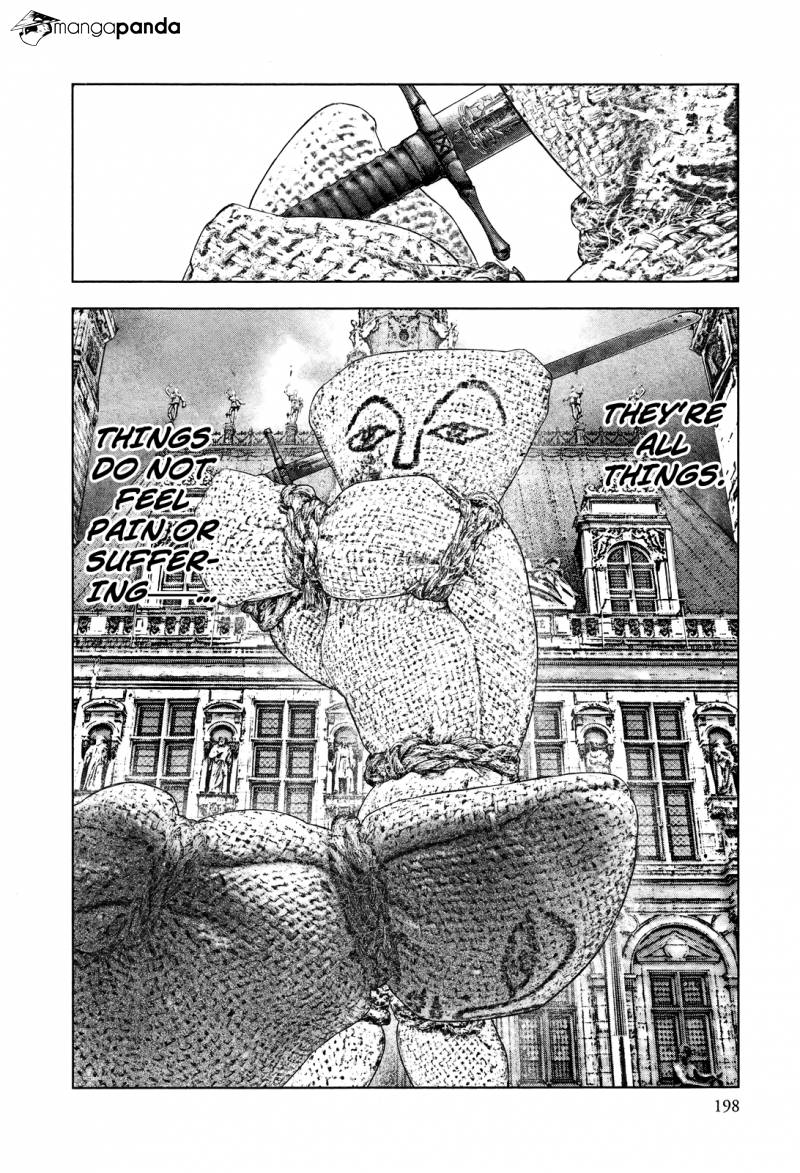 mangapanda
THEY'RE
ALL
THINGS.
THINGS
DO NOT
FEEL
PAIN OR
SUFFER-
ING——...
198